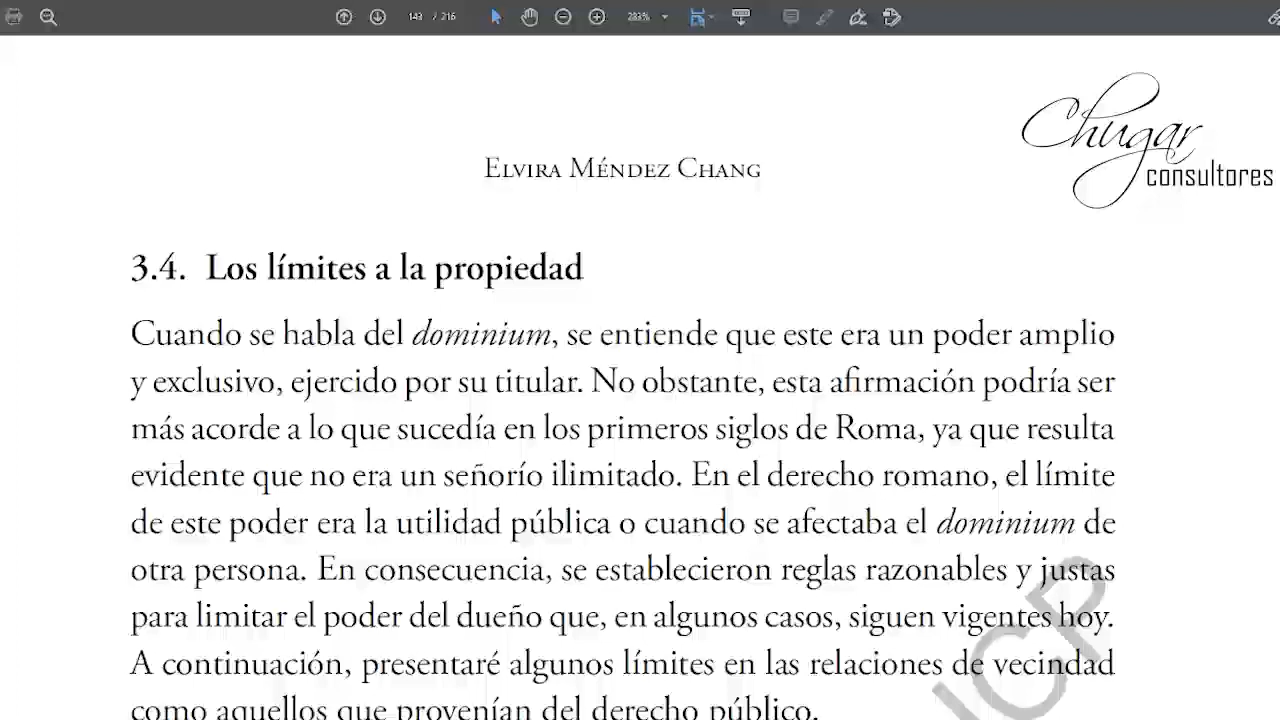 143 / 216
283%
Chugar
consultores
Elvira Méndez Chang
3.4. Los límites a la propiedad
Cuando se habla del dominium, se entiende que este era un poder amplio
y exclusivo, ejercido por su titular. No obstante, esta afirmación podría ser
más acorde a lo que sucedía en los primeros siglos de Roma, ya que resulta
evidente que no era un señorío ilimitado. En el derecho romano, el límite
de este poder era la utilidad pública o cuando se afectaba el dominium de
otra persona. En consecuencia, se establecieron reglas razonables y justas
para limitar el poder del dueño que, en algunos casos, siguen vigentes hoy.
A continuación, presentaré algunos límites en las relaciones de vecindad
como aquellos que provenían del derecho público.